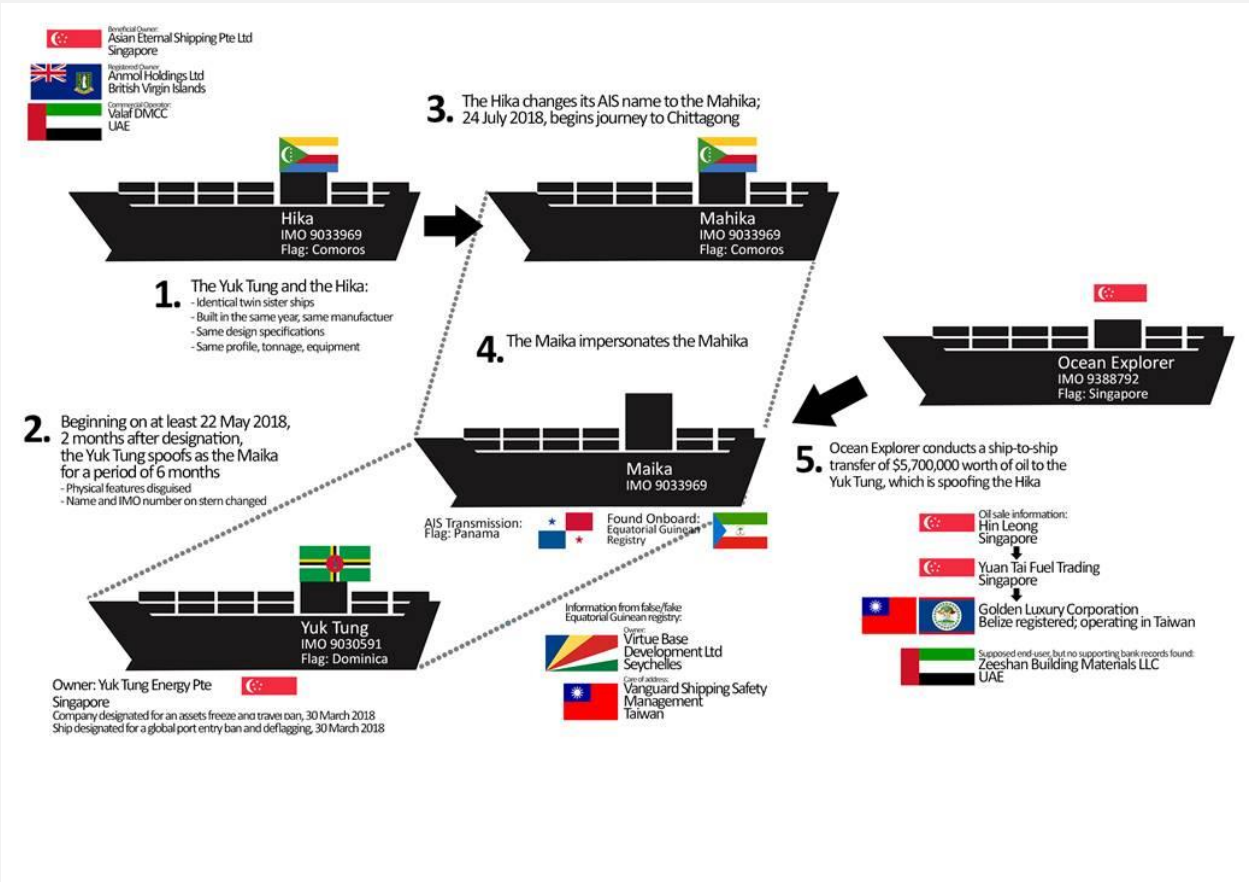 Beneficial Owner:
Asian Eternal Shipping Pte Ltd
Singapore
Registered Owner
Anmol Holdings Ltd
British Virgin Islands
Commercial Operator:
Valaf DMCC
UAE
3. The Hika changes its AIS name to the Mahika;
24 July 2018, begins journey to Chittagong
Hika
IMO 9033969
Flag: Comoros
Mahika
IMO 9033969
Flag: Comoros
1. The Yuk Tung and the Hika:
- Identical twin sister ships
- Built in the same year, same manufactuer
- Same design specifications
- Same profile, tonnage, equipment
4. The Maika impersonates the Mahika
Ocean Explorer
IMO 9388792
Flag: Singapore
2. Beginning on at least 22 May 2018,
2 months after designation,
the Yuk Tung spoofs as the Maika
for a period of 6 months
- Physical features disguised
- Name and IMO number on stern changed
Maika
IMO 9033969
5. Ocean Explorer conducts a ship-to-ship
transfer of $5,700,000 worth of oil to the
Yuk Tung, which is spoofing the Hika
AIS Transmission:
Flag: Panama
Found Onboard:
Equatorial Guinean
Registry
Oil sale information:
Hin Leong
Singapore
Yuan Tai Fuel Trading
Singapore
Golden Luxury Corporation
Belize registered; operating in Taiwan
Supposed end-user, but no supporting bank records found:
Zeeshan Building Materials LLC
UAE
Yuk Tung
IMO 9030591
Flag: Dominica
Information from false/fake
Equatorial Guinean registry:
Owner:
Virtue Base
Development Ltd
Seychelles
Care of address:
Vanguard Shipping Safety
Management
Taiwan
Owner: Yuk Tung Energy Pte
Singapore
Company designated for an assets freeze and travel ban, 30 March 2018
Ship designated for a global port entry ban and deflagging, 30 March 2018